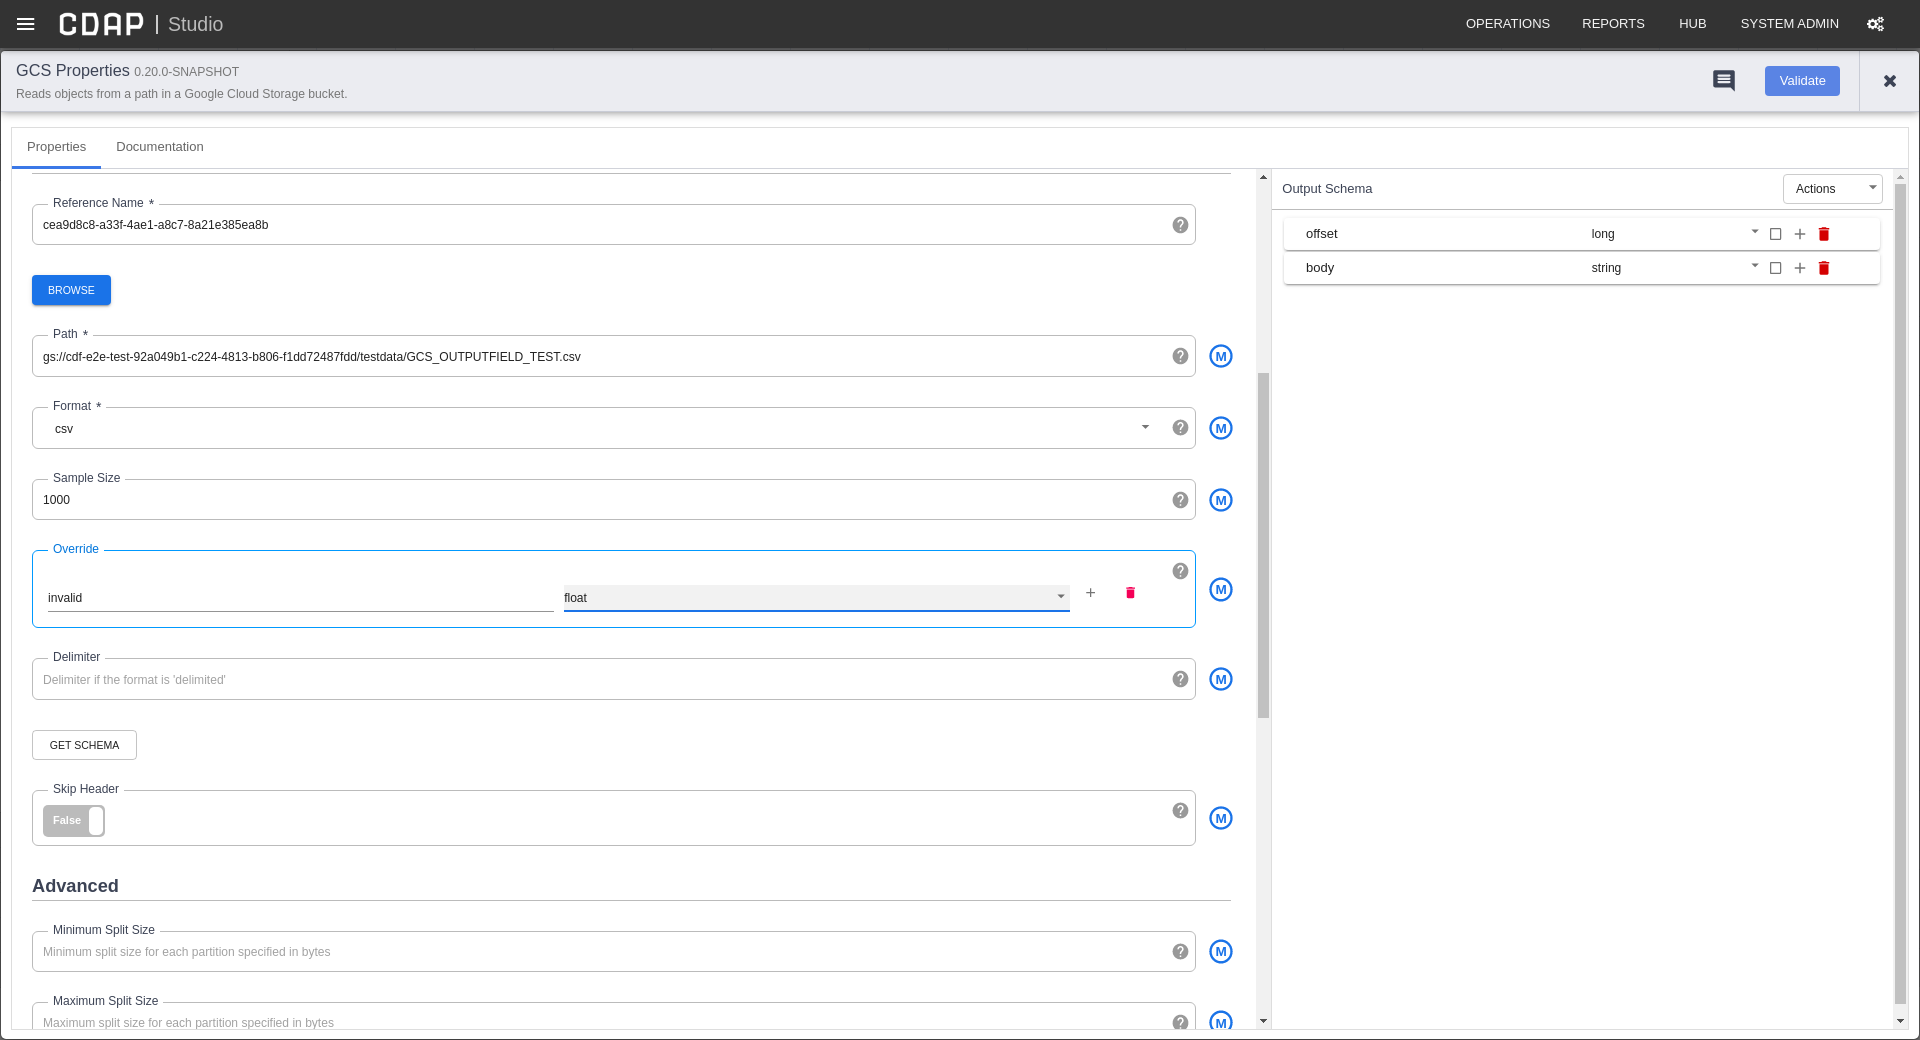 CDAP | Studio
OPERATIONS REPORTS HUB SYSTEM ADMIN
GCS Properties 0.20.0-SNAPSHOT
Reads objects from a path in a Google Cloud Storage bucket.
Validate
Properties Documentation
Reference Name *
cea9d8c8-a33f-4ae1-a8c7-8a21e385ea8b
BROWSE
Path *
gs://cdf-e2e-test-92a049b1-c224-4813-b806-f1dd72487fdd/testdata/GCS_OUTPUTFIELD_TEST.csv
M
Format *
csv
M
Sample Size
1000
M
Override
invalid float
M
Delimiter
Delimiter if the format is 'delimited'
M
GET SCHEMA
Skip Header
False
M
Advanced
Minimum Split Size
Minimum split size for each partition specified in bytes
M
Maximum Split Size
Maximum split size for each partition specified in bytes
M
Output Schema Actions
offset long
body string